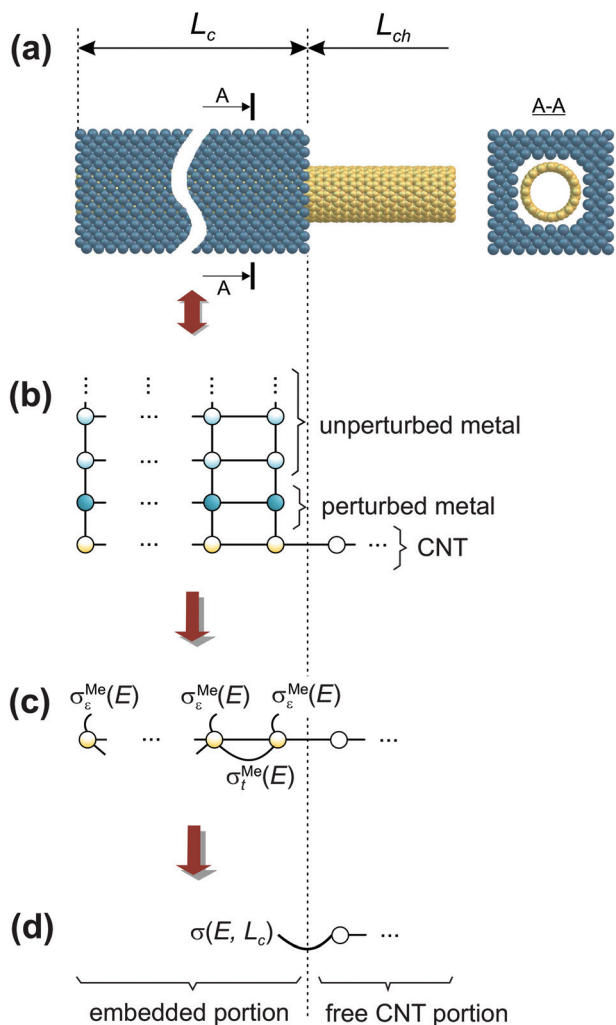 (a)
L_c
L_ch
A
A-A
A
(b)
...
...
...
...
...
unperturbed metal
...
perturbed metal
...
... CNT
(c)
σ_ε^Me(E)
σ_ε^Me(E)
σ_ε^Me(E)
...
...
σ_t^Me(E)
(d)
σ(E, L_c)
...
embedded portion
free CNT portion